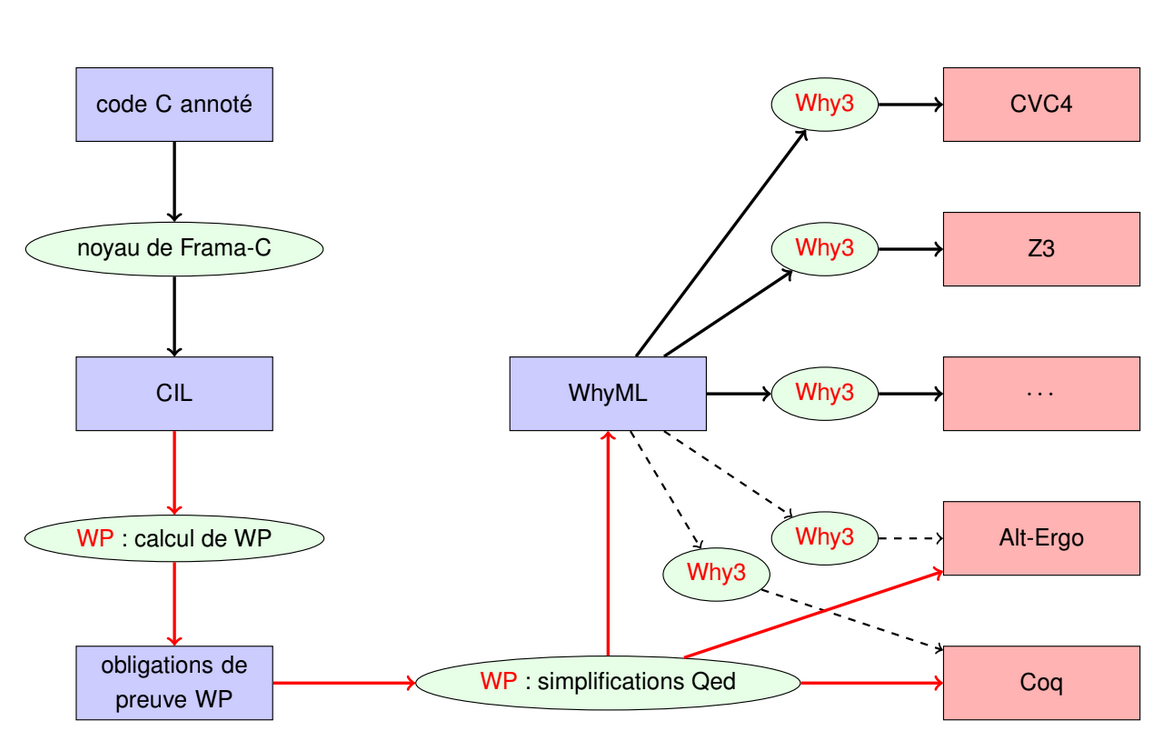 code C annoté
Why3
CVC4
noyau de Frama-C
Why3
Z3
CIL
WhyML
Why3
...
WP : calcul de WP
Why3
Alt-Ergo
Why3
obligations de
preuve WP
WP : simplifications Qed
Coq